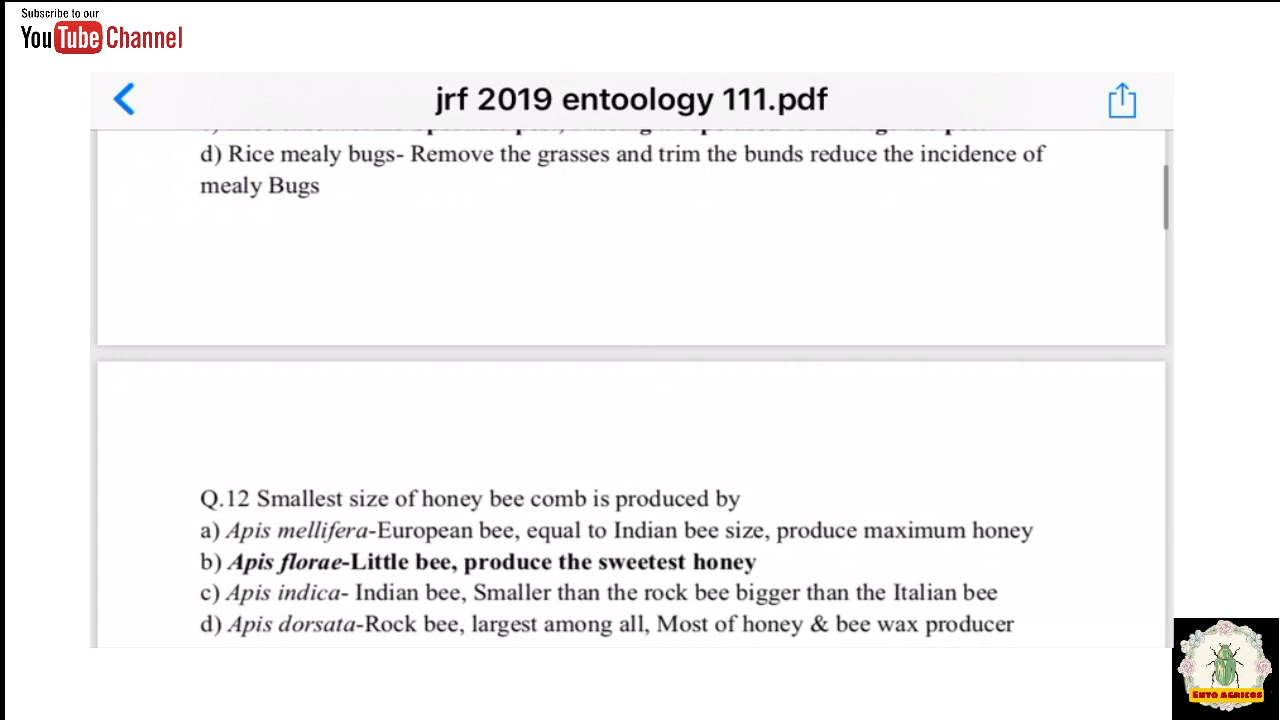 Subscribe to our
YouTube Channel
jrf 2019 entoology 111.pdf
d) Rice mealy bugs- Remove the grasses and trim the bunds reduce the incidence of
mealy Bugs
Q.12 Smallest size of honey bee comb is produced by
a) Apis mellifera-European bee, equal to Indian bee size, produce maximum honey
b) Apis florae-Little bee, produce the sweetest honey
c) Apis indica- Indian bee, Smaller than the rock bee bigger than the Italian bee
d) Apis dorsata-Rock bee, largest among all, Most of honey & bee wax producer
ENTO AGRICOS